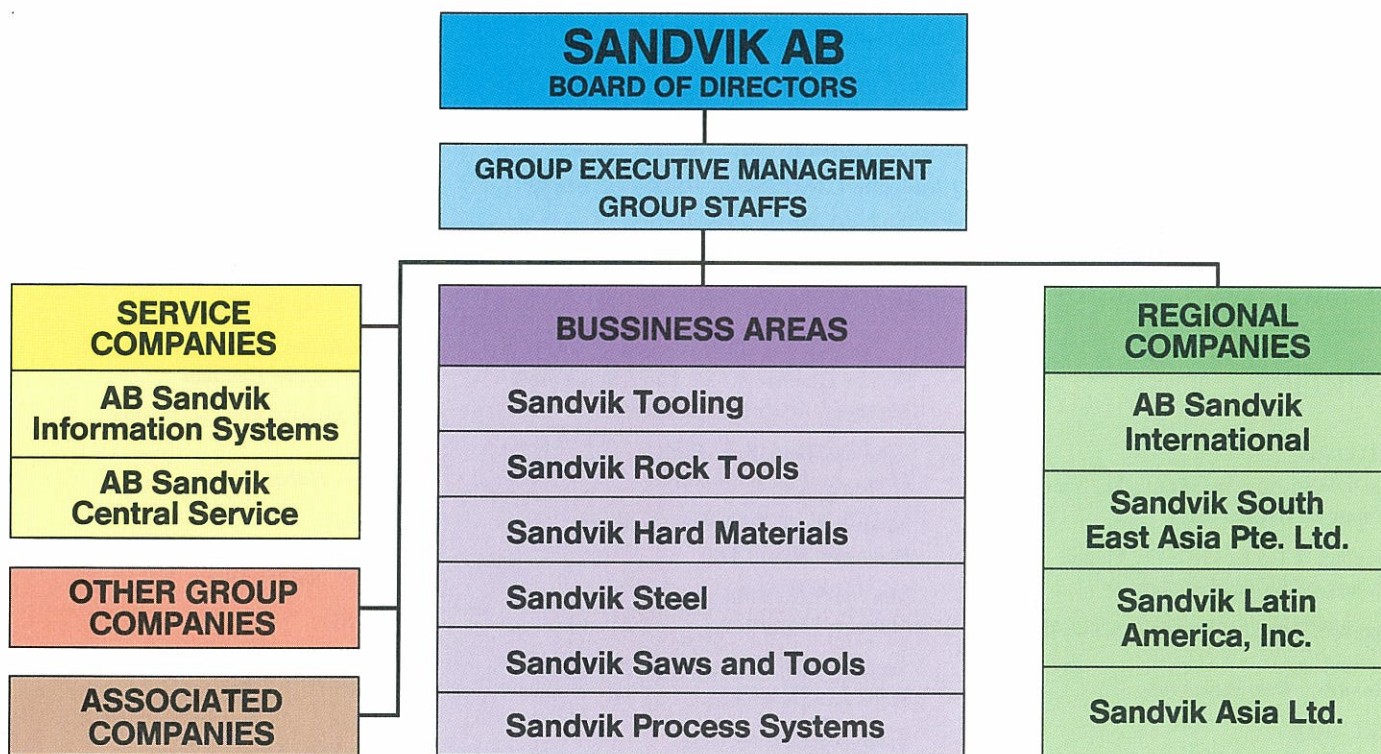 SANDVIK AB
BOARD OF DIRECTORS
GROUP EXECUTIVE MANAGEMENT
GROUP STAFFS
SERVICE
COMPANIES
AB Sandvik
Information Systems
AB Sandvik
Central Service
OTHER GROUP
COMPANIES
ASSOCIATED
COMPANIES
BUSSINESS AREAS
Sandvik Tooling
Sandvik Rock Tools
Sandvik Hard Materials
Sandvik Steel
Sandvik Saws and Tools
Sandvik Process Systems
REGIONAL
COMPANIES
AB Sandvik
International
Sandvik South
East Asia Pte. Ltd.
Sandvik Latin
America, Inc.
Sandvik Asia Ltd.